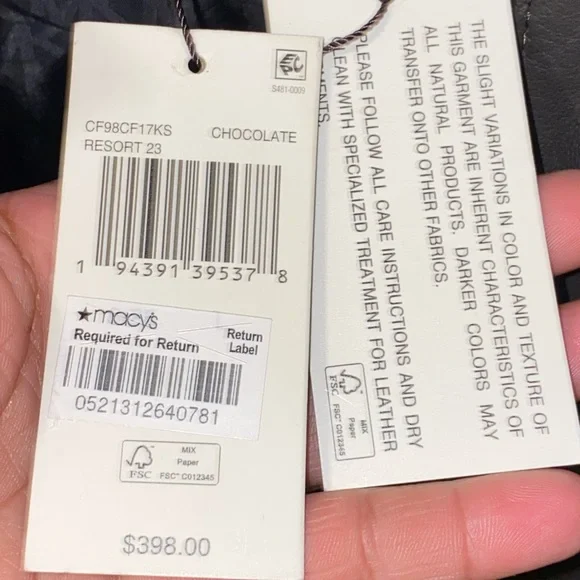 S481-0009
CF98CF17KS CHOCOLATE
RESORT 23
1 94391 39537 8
★macy's
Required for Return
Return
Label
0521312640781
FSC
MIX
Paper
FSC™ C012345
$398.00
THE SLIGHT VARIATIONS IN COLOR AND TEXTURE OF
THIS GARMENT ARE INHERENT CHARACTERISTICS OF
ALL NATURAL PRODUCTS. DARKER COLORS MAY
TRANSFER ONTO OTHER FABRICS.
PLEASE FOLLOW ALL CARE INSTRUCTIONS AND DRY
CLEAN WITH SPECIALIZED TREATMENT FOR LEATHER
FSC
MIX
Paper
FSC™ C012345